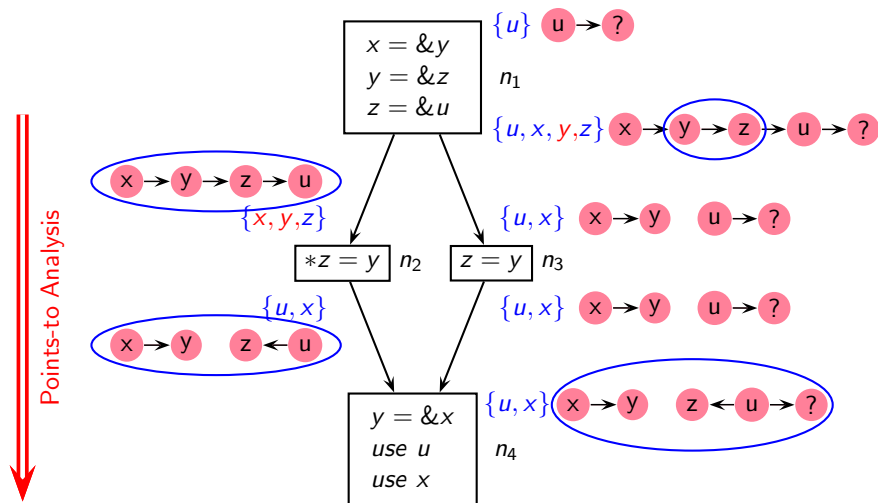 {u} u ?
x = &y
y = &z n1
z = &u
{u, x, y,z} x y z u ?
x y z u
{x, y,z} {u, x} x y u ?
*z = y n2 z = y n3
{u, x} {u, x} x y u ?
x y z u
y = &x {u, x} x y z u ?
use u n4
use x
Points-to Analysis